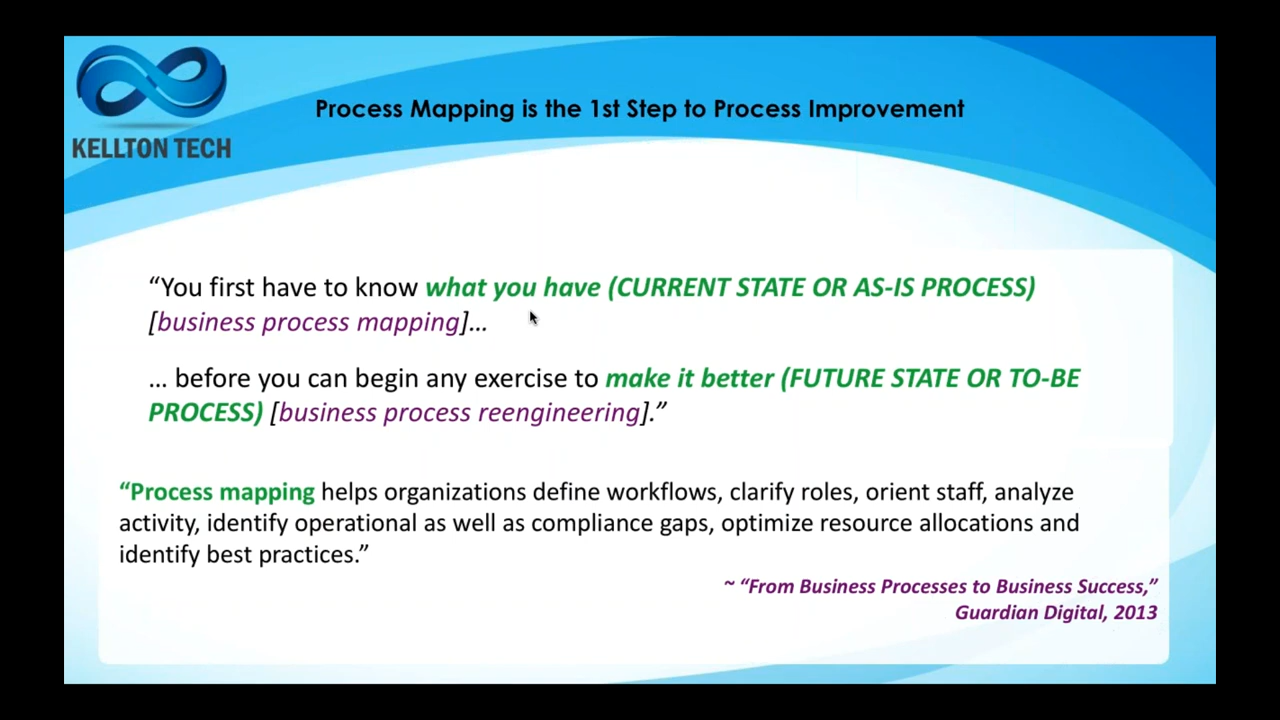 KELLTON TECH
Process Mapping is the 1st Step to Process Improvement
“You first have to know what you have (CURRENT STATE OR AS-IS PROCESS)
[business process mapping]…
… before you can begin any exercise to make it better (FUTURE STATE OR TO-BE
PROCESS) [business process reengineering].”
“Process mapping helps organizations define workflows, clarify roles, orient staff, analyze
activity, identify operational as well as compliance gaps, optimize resource allocations and
identify best practices.”
~ “From Business Processes to Business Success,”
Guardian Digital, 2013